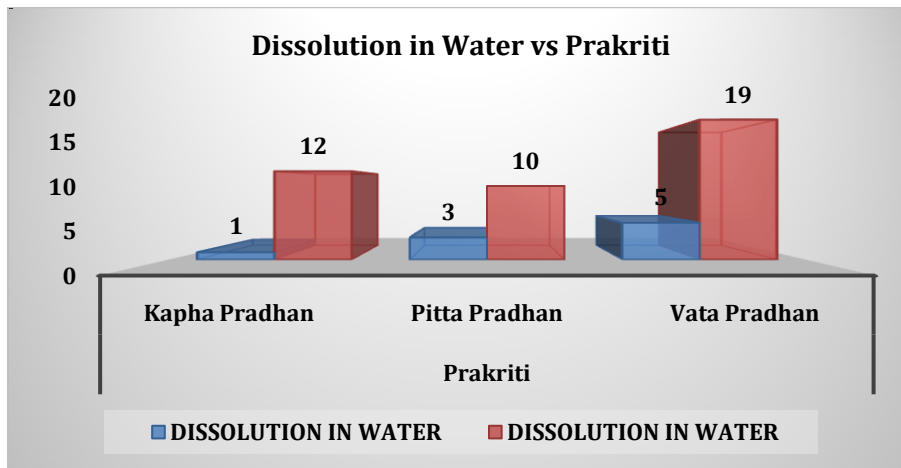 Dissolution in Water vs Prakriti
20
15
10
5
0
1
12
3
10
5
19
Kapha Pradhan
Pitta Pradhan
Vata Pradhan
Prakriti
DISSOLUTION IN WATER
DISSOLUTION IN WATER